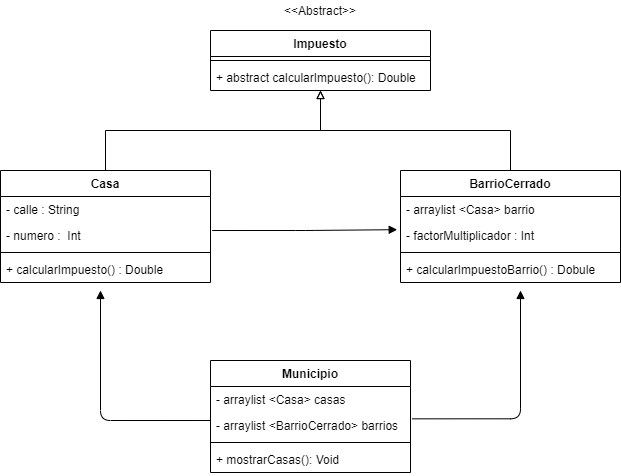 <<Abstract>>
Impuesto
+ abstract calcularImpuesto(): Double
Casa
- calle : String
- numero : Int
+ calcularImpuesto() : Double
BarrioCerrado
- arraylist <Casa> barrio
- factorMultiplicador : Int
+ calcularImpuestoBarrio() : Dobule
Municipio
- arraylist <Casa> casas
- arraylist <BarrioCerrado> barrios
+ mostrarCasas(): Void